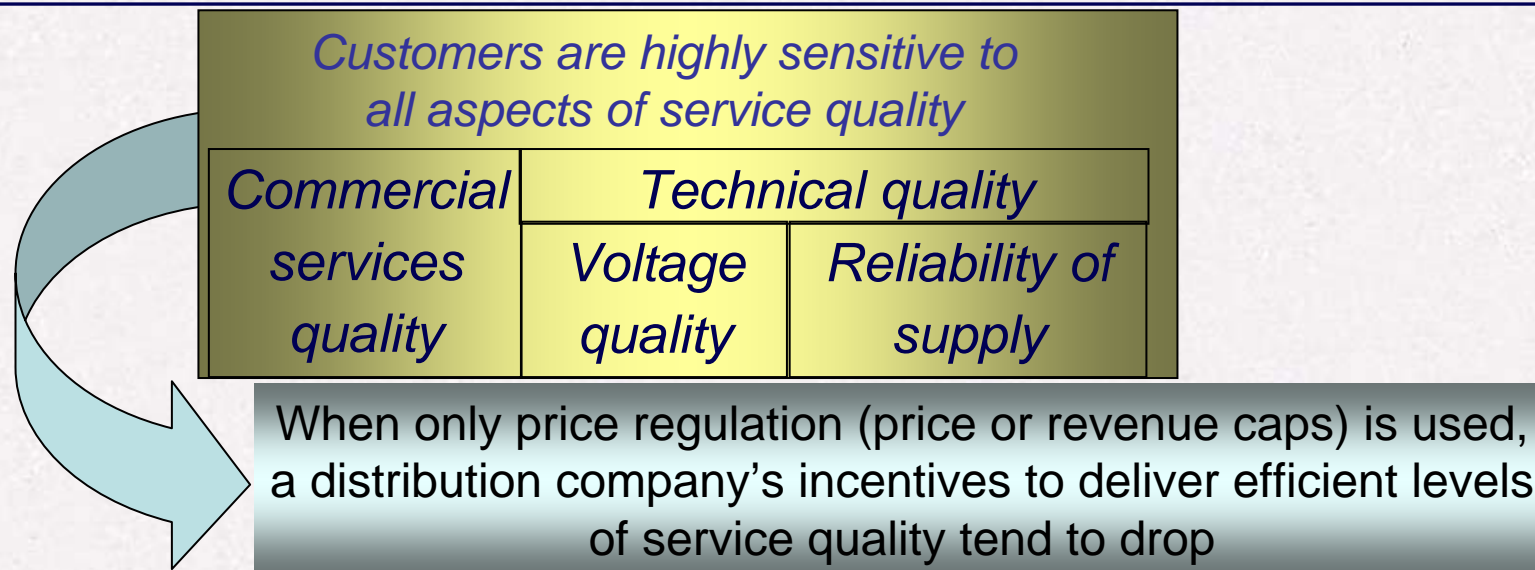 Customers are highly sensitive to
all aspects of service quality
Commercial
services
quality
Technical quality
Voltage
quality
Reliability of
supply
When only price regulation (price or revenue caps) is used,
a distribution company’s incentives to deliver efficient levels
of service quality tend to drop